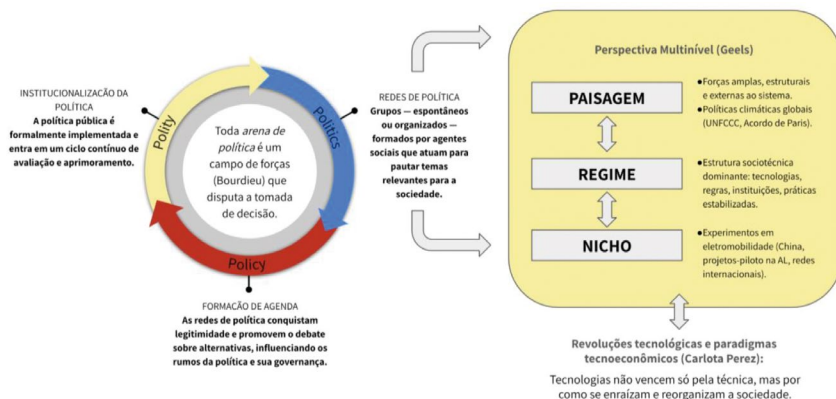 INSTITUCIONALIZAÇÃO DA
POLÍTICA
A política pública é
formalmente implementada e
entra em um ciclo contínuo de
avaliação e aprimoramento.
Polity
Politics
Policy
Toda arena de
política é um
campo de forças
(Bourdieu) que
disputa a tomada
de decisão.
FORMAÇÃO DE AGENDA
As redes de política conquistam
legitimidade e promovem o debate
sobre alternativas, influenciando os
rumos da política e sua governança.
REDES DE POLÍTICA
Grupos — espontâneos
ou organizados —
formados por agentes
sociais que atuam para
pautar temas
relevantes para a
sociedade.
Perspectiva Multinível (Geels)
PAISAGEM
●Forças amplas, estruturais
e externas ao sistema.
●Políticas climáticas globais
(UNFCCC, Acordo de Paris).
REGIME
●Estrutura sociotécnica
dominante: tecnologias,
regras, instituições, práticas
estabilizadas.
NICHO
●Experimentos em
eletromobilidade (China,
projetos-piloto na AL, redes
internacionais).
Revoluções tecnológicas e paradigmas
tecnoeconômicos (Carlota Perez):
Tecnologias não vencem só pela técnica, mas por
como se enraízam e reorganizam a sociedade.